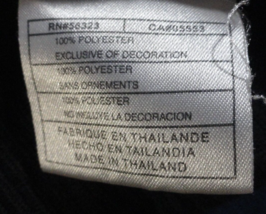 RN#56323 CA#05553
100% POLYESTER
EXCLUSIVE OF DECORATION
100% POLYESTER
SANS ORNEMENTS
100% POLIESTER
NO INCLUYE LA DECORACION
FABRIQUE EN THAILANDE
HECHO EN TAILANDIA
MADE IN THAILAND